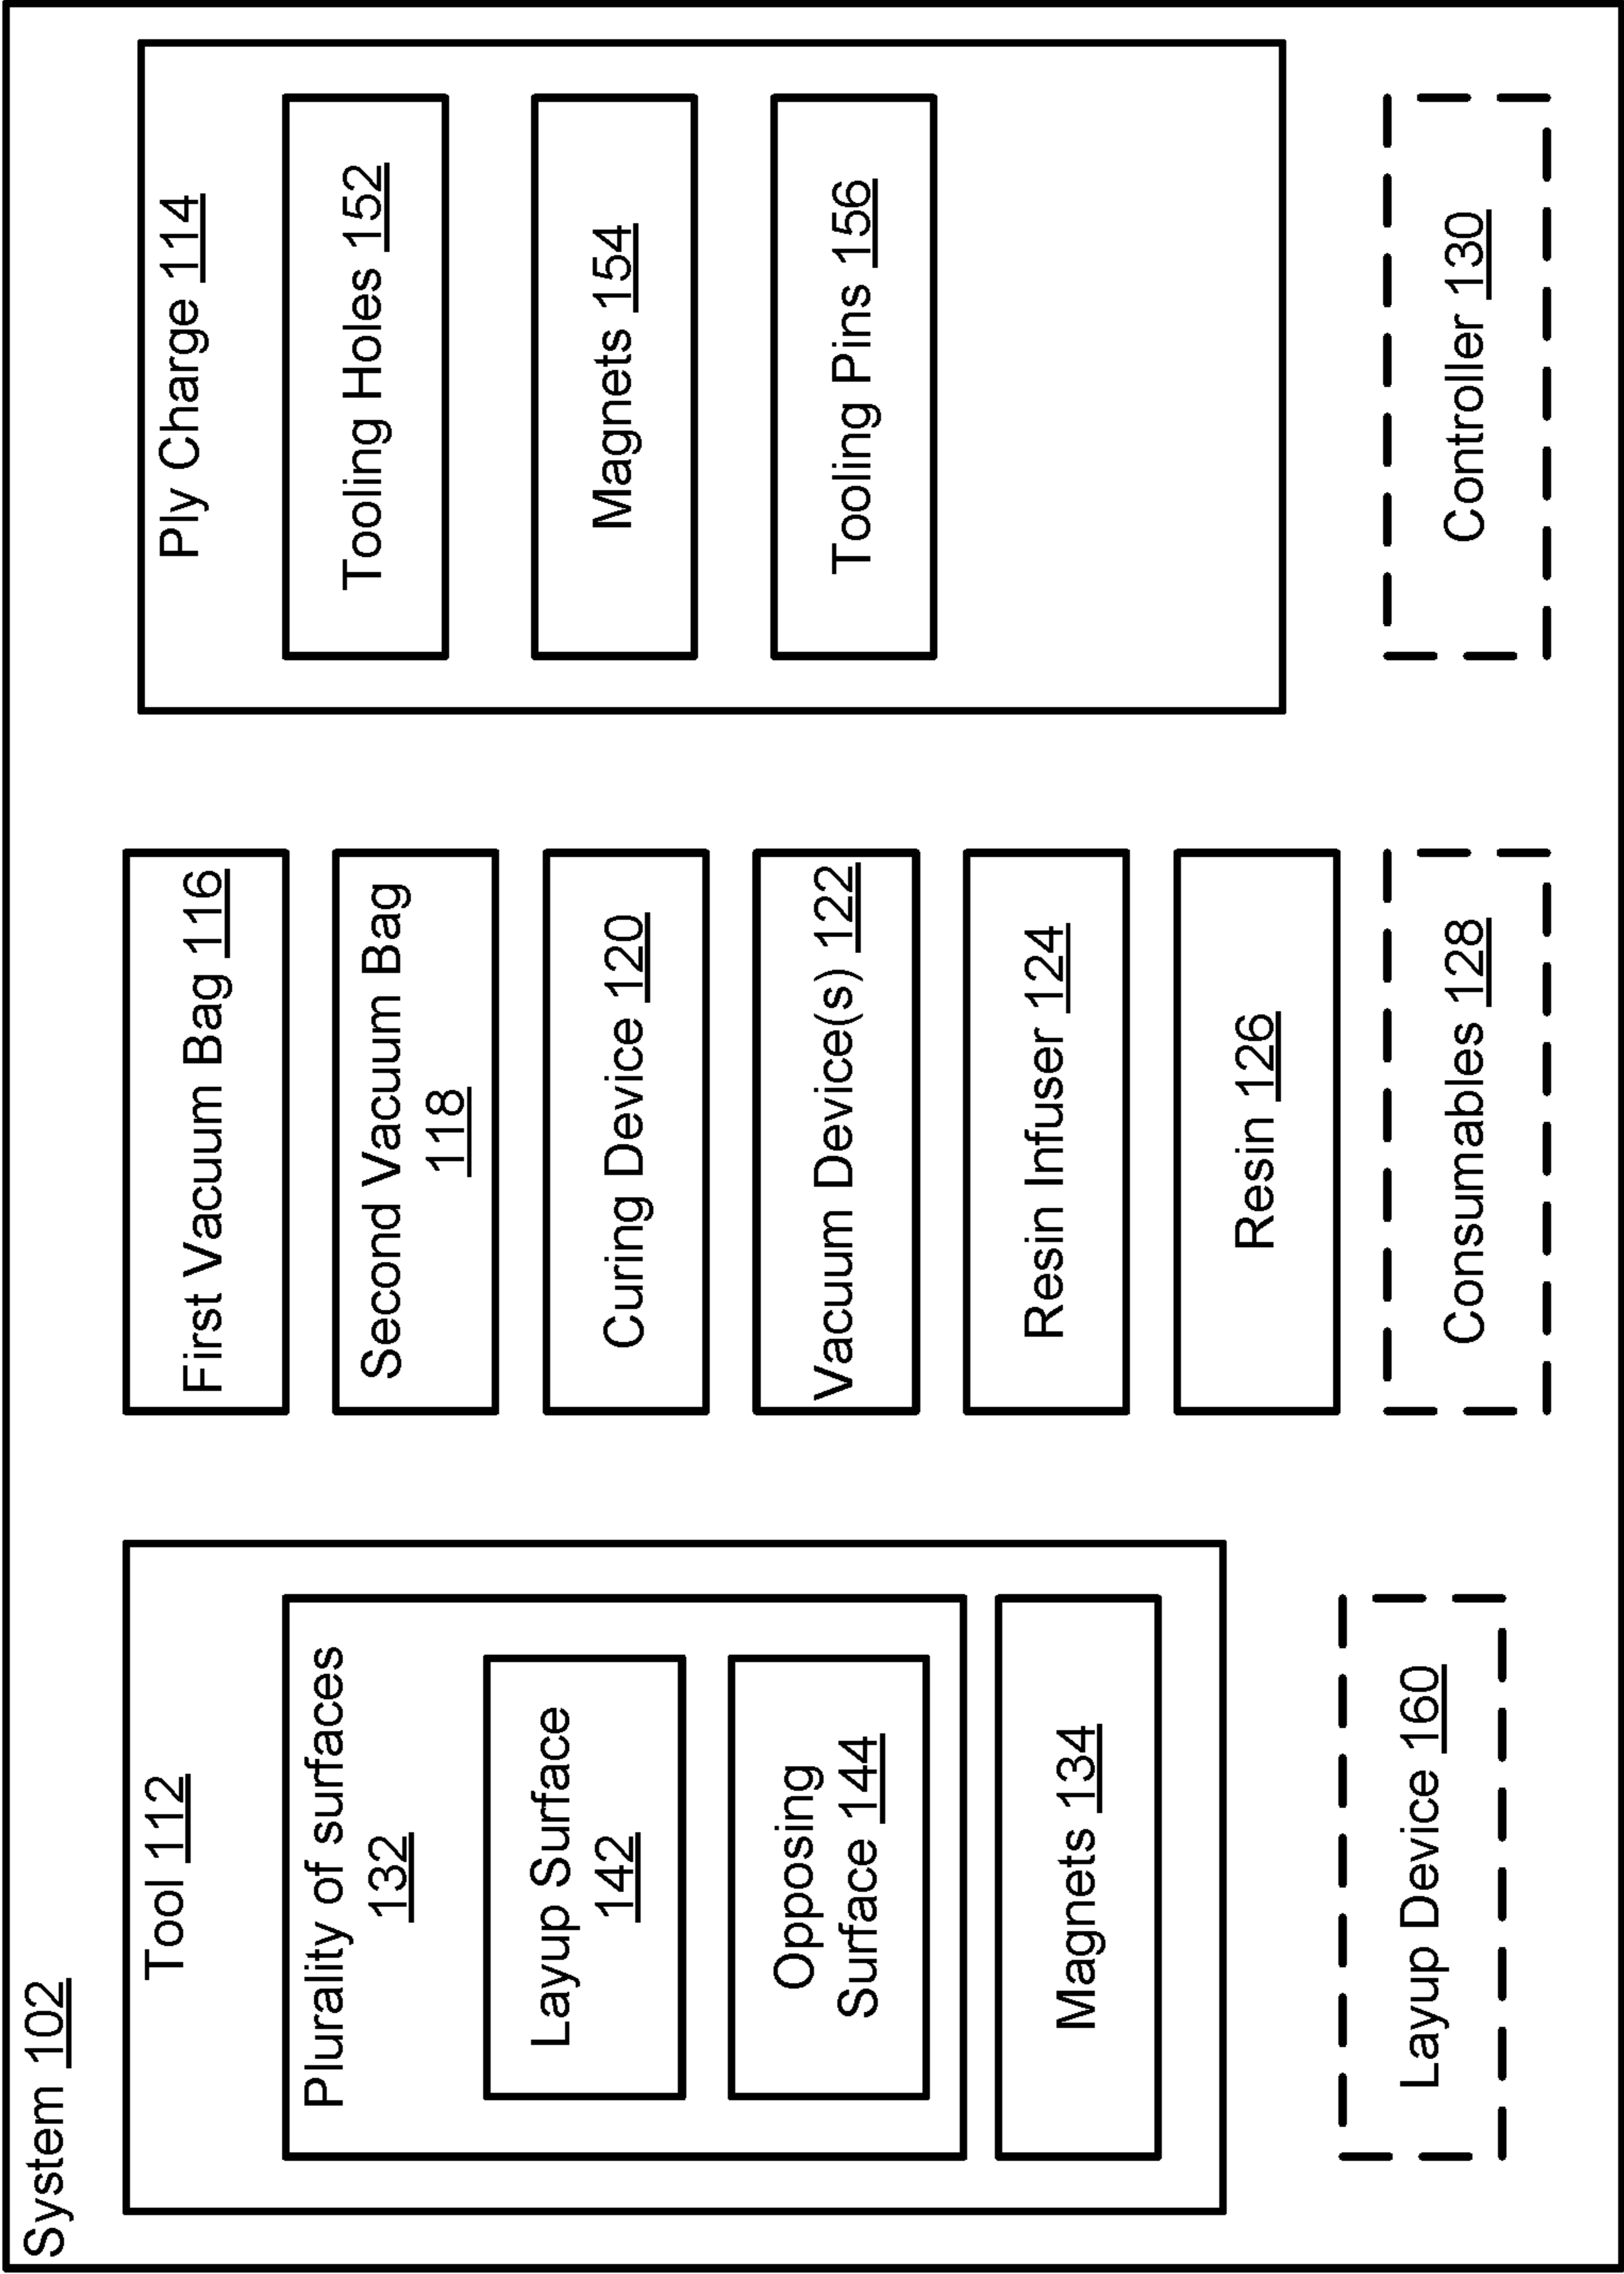 System 102
Tool 112
Plurality of surfaces
132
Layup Surface
142
Opposing
Surface 144
Magnets 134
Layup Device 160
First Vacuum Bag 116
Second Vacuum Bag
118
Curing Device 120
Vacuum Device(s) 122
Resin Infuser 124
Resin 126
Consumables 128
Ply Charge 114
Tooling Holes 152
Magnets 154
Tooling Pins 156
Controller 130